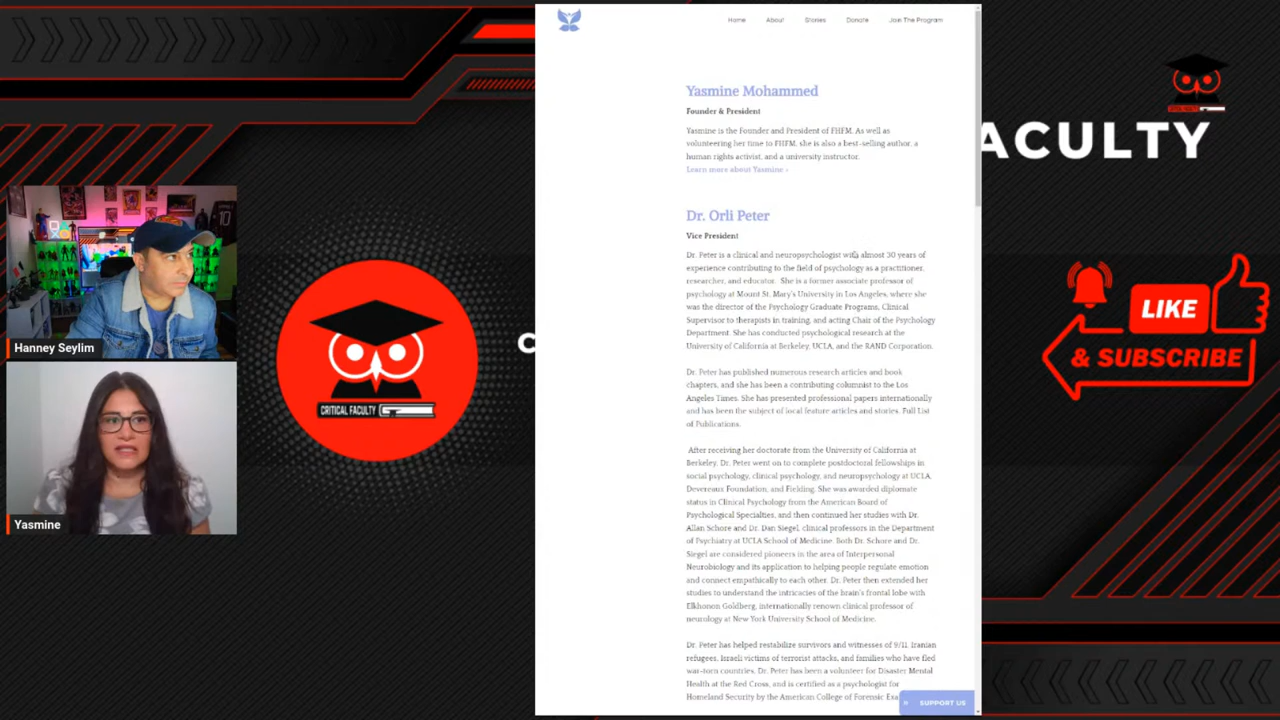 Home About Stories Donate Join The Program
Yasmine Mohammed
Founder & President
Yasmine is the Founder and President of FHFM. As well as
volunteering her time to FHFM, she is also a best-selling author, a
human rights activist, and a university instructor.
Learn more about Yasmine ›
Dr. Orli Peter
Vice President
Dr. Peter is a clinical and neuropsychologist with almost 30 years of
experience contributing to the field of psychology as a practitioner,
researcher, and educator. She is a former associate professor of
psychology at Mount St. Mary's University in Los Angeles, where she
was the director of the Psychology Graduate Programs, Clinical
Supervisor to therapists in training, and acting Chair of the Psychology
Department. She has conducted psychological research at the
University of California at Berkeley, UCLA, and the RAND Corporation.
Dr. Peter has published numerous research articles and book
chapters, and she has been a contributing columnist to the Los
Angeles Times. She has presented professional papers internationally
and has been the subject of local feature articles and stories. Full List
of Publications.
After receiving her doctorate from the University of California at
Berkeley, Dr. Peter went on to complete postdoctoral fellowships in
social psychology, clinical psychology, and neuropsychology at UCLA,
Devereaux Foundation, and Fielding. She was awarded diplomate
status in Clinical Psychology from the American Board of
Psychological Specialties, and then continued her studies with Dr.
Allan Schore and Dr. Dan Siegel, clinical professors in the Department
of Psychiatry at UCLA School of Medicine. Both Dr. Schore and Dr.
Siegel are considered pioneers in the area of Interpersonal
Neurobiology and its application to helping people regulate emotion
and connect empathically to each other. Dr. Peter then extended her
studies to understand the intricacies of the brain's frontal lobe with
Elkhonon Goldberg, internationally renown clinical professor of
neurology at New York University School of Medicine.
Dr. Peter has helped restabilize survivors and witnesses of 9/11, Iranian
refugees, Israeli victims of terrorist attacks, and families who have fled
war-torn countries. Dr. Peter has been a volunteer for Disaster Mental
Health at the Red Cross, and is certified as a psychologist for
Homeland Security by the American College of Forensic Exa
SUPPORT US
Hanney Seylim
Yasmine
10
CRITICAL FACULTY
C
ACULTY
LIKE
& SUBSCRIBE